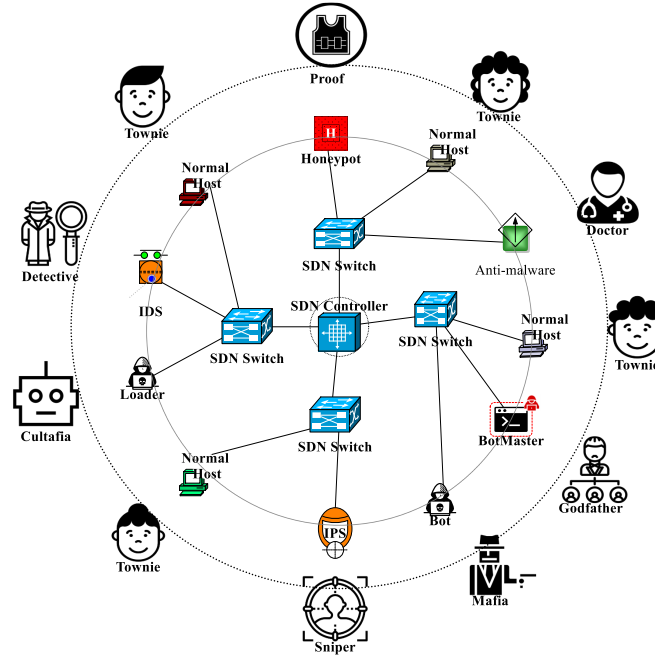 Proof
Townie
Townie
Normal
Host
H
Honeypot
Normal
Host
Doctor
Detective
SDN Switch
Anti-malware
IDS
SDN Controller
SDN Switch
SDN Switch
Normal
Host
Townie
Loader
Cultafia
SDN Switch
BotMaster
Normal
Host
Godfather
Bot
IPS
Townie
Mafia
Sniper